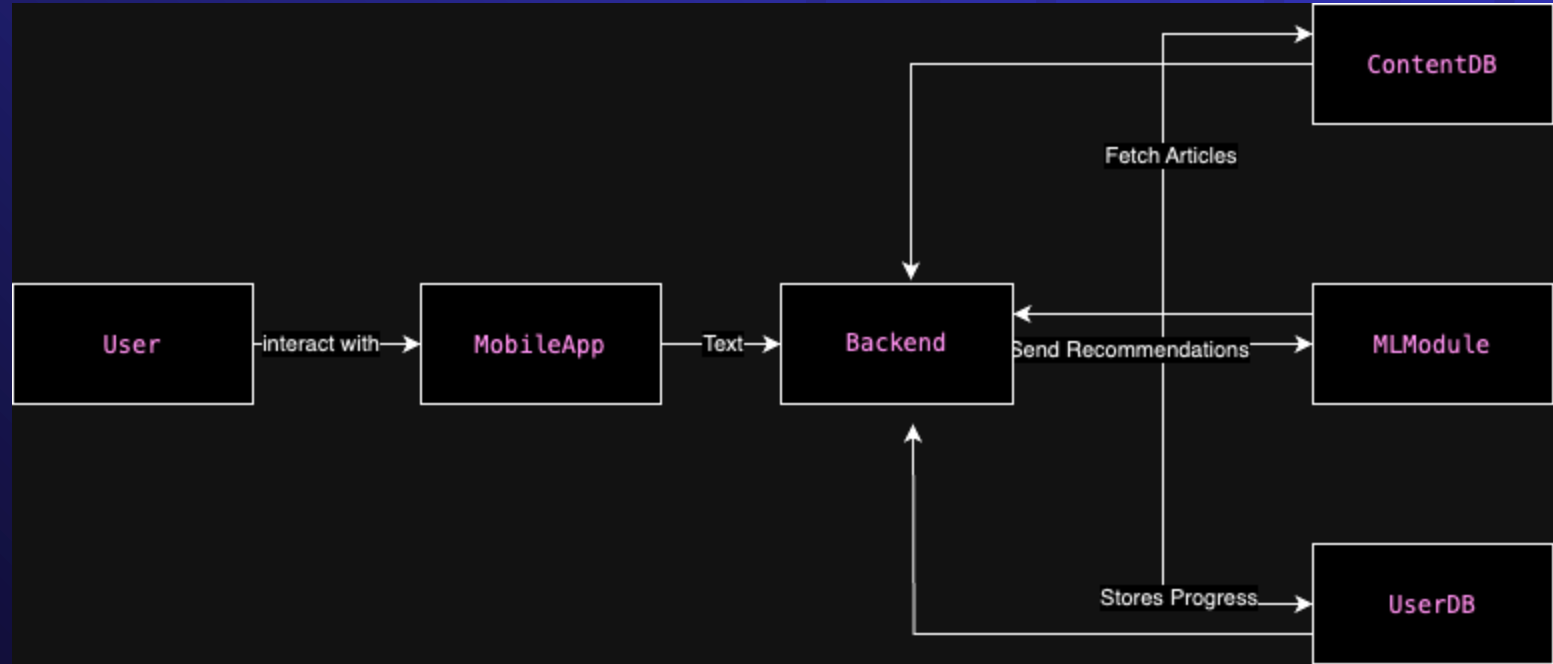 ContentDB
Fetch Articles
User
interact with
MobileApp
Text
Backend
Send Recommendations
MLModule
Stores Progress
UserDB